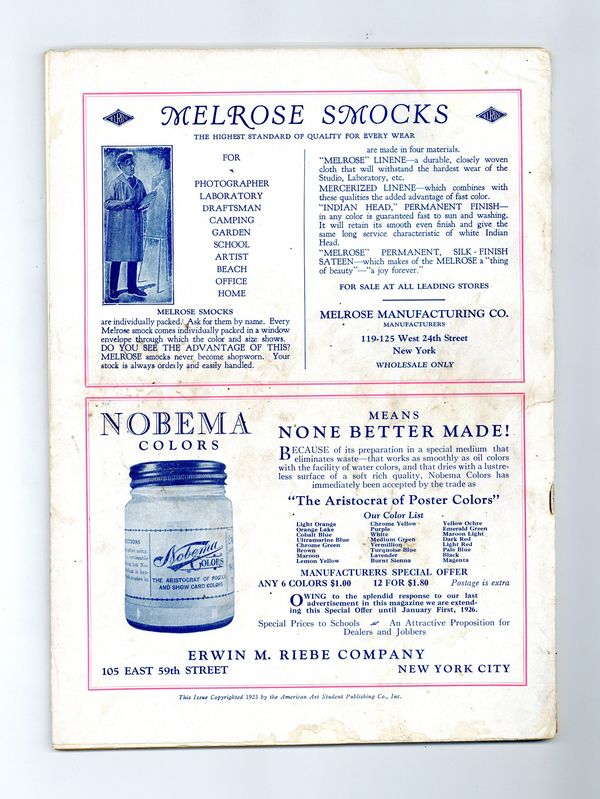 MELROSE SMOCKS
THE HIGHEST STANDARD OF QUALITY FOR EVERY WEAR
FOR
PHOTOGRAPHER
LABORATORY
DRAFTSMAN
CAMPING
GARDEN
SCHOOL
ARTIST
BEACH
OFFICE
HOME
MELROSE SMOCKS
are individually packed. Ask for them by name. Every
Melrose smock comes individually packed in a window
envelope through which the color and size shows.
DO YOU SEE THE ADVANTAGE OF THIS?
MELROSE smocks never become shopworn. Your
stock is always orderly and easily handled.
are made in four materials.
"MELROSE" LINENE—a durable, closely woven
cloth that will withstand the hardest wear of the
Studio, Laboratory, etc.
MERCERIZED LINENE—which combines with
these qualities the added advantage of fast color.
"INDIAN HEAD," PERMANENT FINISH—
in any color is guaranteed fast to sun and washing.
It will retain its smooth even finish and give the
same long service characteristic of white Indian
Head.
"MELROSE" PERMANENT, SILK-FINISH
SATEEN—which makes of the MELROSE a "thing
of beauty"—"a joy forever."
FOR SALE AT ALL LEADING STORES
MELROSE MANUFACTURING CO.
MANUFACTURERS
119-125 West 24th Street
New York
WHOLESALE ONLY
NOBEMA
COLORS
Nobema
COLORS
THE ARISTOCRAT OF POSTER
AND SHOW CARD COLORS
MEANS
NONE BETTER MADE!
BECAUSE of its preparation in a special medium that
eliminates waste—that works as smoothly as oil colors
with the facility of water colors, and that dries with a lustre-
less surface of a soft rich quality, Nobema Colors has
immediately been accepted by the trade as
"The Aristocrat of Poster Colors"
Our Color List
Light Orange Chrome Yellow Yellow Ochre
Orange Lake Purple Emerald Green
Cobalt Blue White Maroon Light
Ultramarine Blue Medium Green Dark Red
Chrome Green Vermillion Light Red
Brown Turquoise Blue Pale Blue
Maroon Lavender Black
Lemon Yellow Burnt Sienna Magenta
MANUFACTURERS SPECIAL OFFER
ANY 6 COLORS $1.00 12 FOR $1.80 Postage is extra
OWING to the splendid response to our last
advertisement in this magazine we are extend-
ing this Special Offer until January First, 1926.
Special Prices to Schools An Attractive Proposition for
Dealers and Jobbers
ERWIN M. RIEBE COMPANY
105 EAST 59th STREET NEW YORK CITY
This Issue Copyrighted 1925 by the American Art Student Publishing Co., Inc.